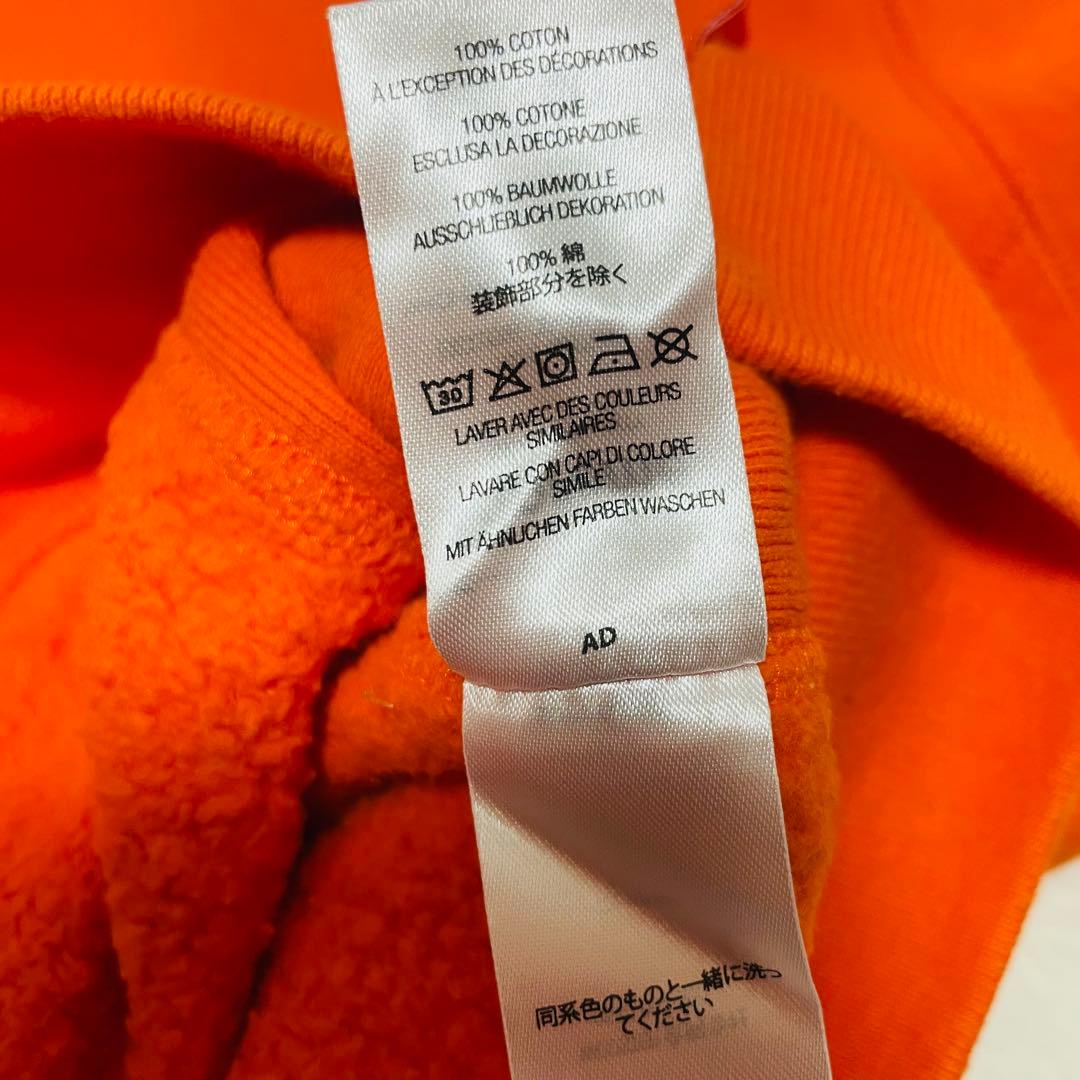 100% COTON
À L'EXCEPTION DES DÉCORATIONS
100% COTONE
ESCLUSA LA DECORAZIONE
100% BAUMWOLLE
AUSSCHLIEBLICH DEKORATION
100% 綿
装飾部分を除く
30
LAVER AVEC DES COULEURS
SIMILAIRES
LAVARE CON CAPI DI COLORE
SIMILE
MIT ÄHNLICHEN FARBEN WASCHEN
AD
同系色のものと一緒に洗っ
てください